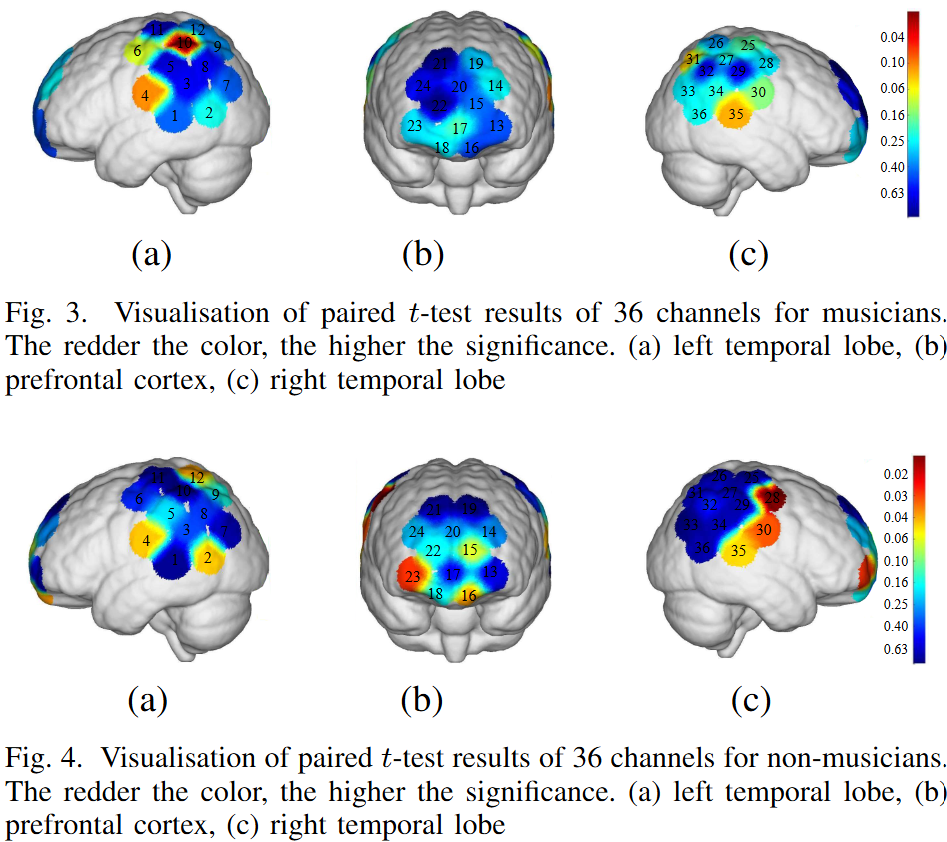 11 12
6 10 9
5 8
4 3 7
1 2
21 19
24 20 14
22 15
23 17 13
18 16
26 25
31 27 28
32 29
33 34 30
36 35
0.04
0.10
0.06
0.16
0.25
0.40
0.63
(a) (b) (c)
Fig. 3. Visualisation of paired t-test results of 36 channels for musicians.
The redder the color, the higher the significance. (a) left temporal lobe, (b)
prefrontal cortex, (c) right temporal lobe
11 12
6 10 9
5 8
4 3 7
1 2
21 19
24 20 14
22 15
23 17 13
18 16
26
31 32 29 28
33 34 30
36 35
0.02
0.03
0.04
0.06
0.10
0.16
0.25
0.40
0.63
(a) (b) (c)
Fig. 4. Visualisation of paired t-test results of 36 channels for non-musicians.
The redder the color, the higher the significance. (a) left temporal lobe, (b)
prefrontal cortex, (c) right temporal lobe